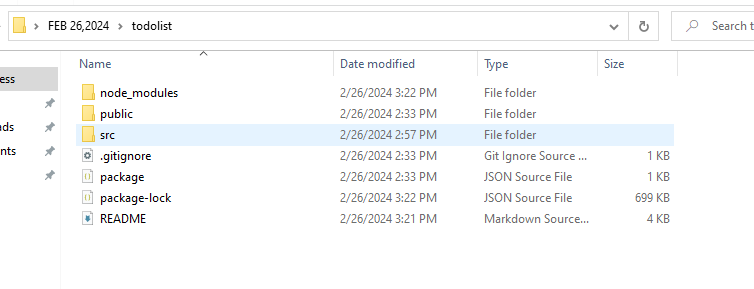 FEB 26,2024 > todolist
Search t
Name Date modified Type Size
ess
node_modules 2/26/2024 3:22 PM File folder
public 2/26/2024 2:33 PM File folder
nds
src 2/26/2024 2:57 PM File folder
nts
.gitignore 2/26/2024 2:33 PM Git Ignore Source ... 1 KB
package 2/26/2024 2:33 PM JSON Source File 1 KB
package-lock 2/26/2024 3:22 PM JSON Source File 699 KB
README 2/26/2024 3:21 PM Markdown Source... 4 KB